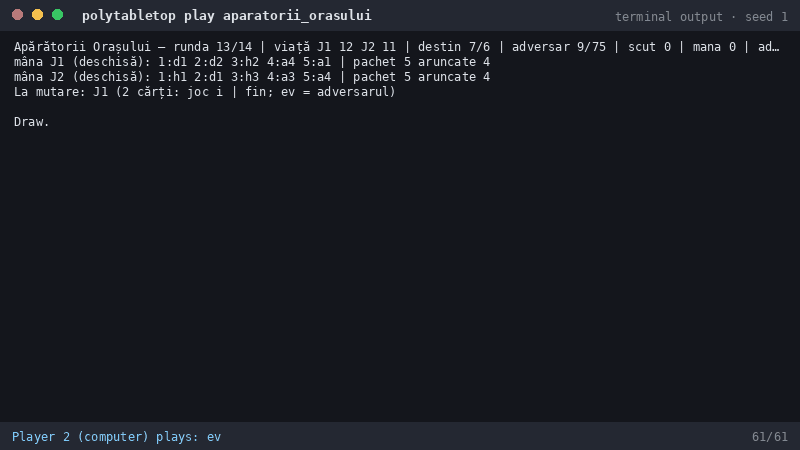 polytabletop play aparatorii_orasului
terminal output · seed 1
Apărătorii Orașului — runda 13/14 | viață J1 12 J2 11 | destin 7/6 | adversar 9/75 | scut 0 | mana 0 | ad…
mâna J1 (deschisă): 1:d1 2:d2 3:h2 4:a4 5:a1 | pachet 5 aruncate 4
mâna J2 (deschisă): 1:h1 2:d1 3:h3 4:a3 5:a4 | pachet 5 aruncate 4
La mutare: J1 (2 cărți: joc i | fin; ev = adversarul)
Draw.
Player 2 (computer) plays: ev
61/61